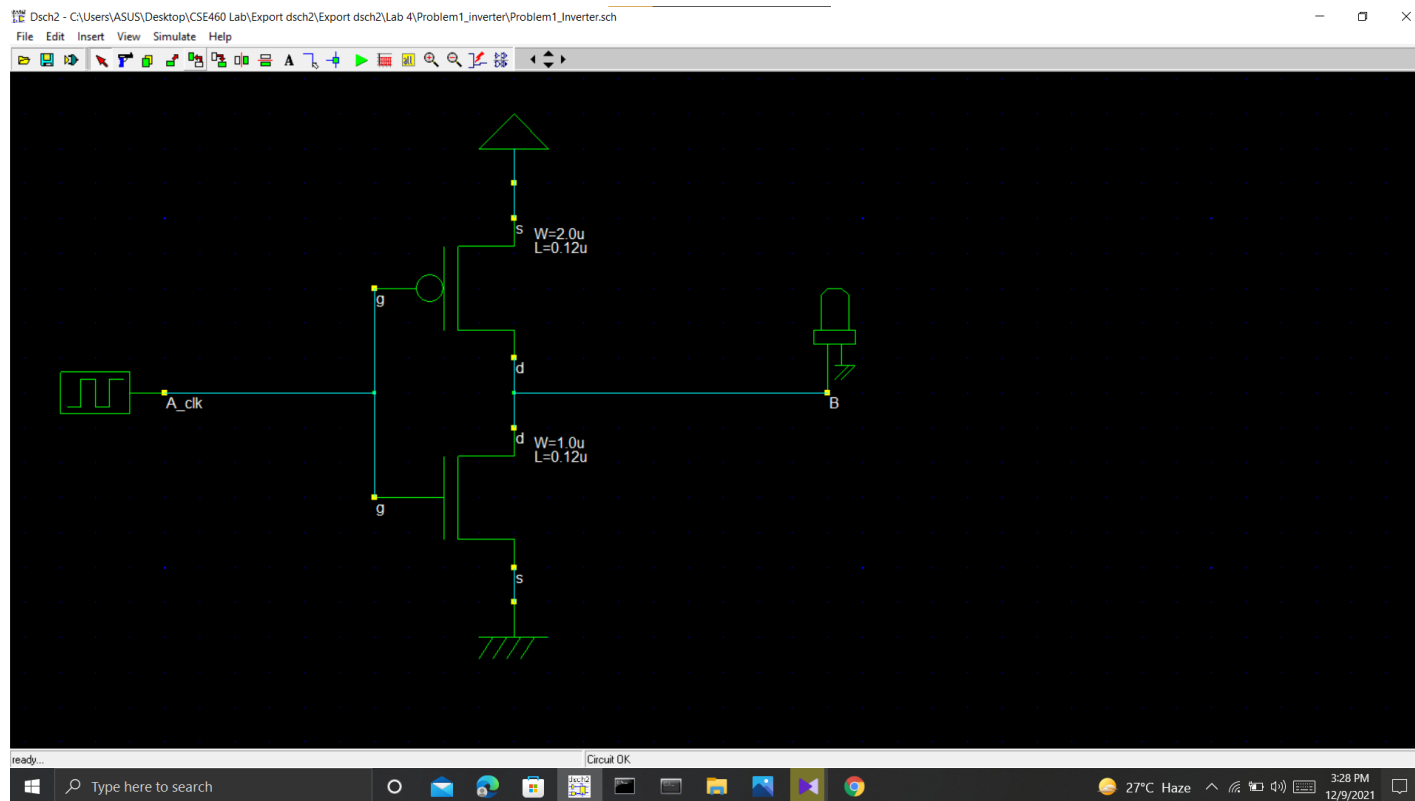 Dsch2 - C:\Users\ASUS\Desktop\CSE460 Lab\Export dsch2\Export dsch2\Lab 4\Problem1_inverter\Problem1_Inverter.sch
File Edit Insert View Simulate Help
A
s
W=2.0u
L=0.12u
g
d
A_clk
B
d
W=1.0u
L=0.12u
g
s
ready...
Circuit OK
Type here to search
27°C Haze
3:28 PM
12/9/2021